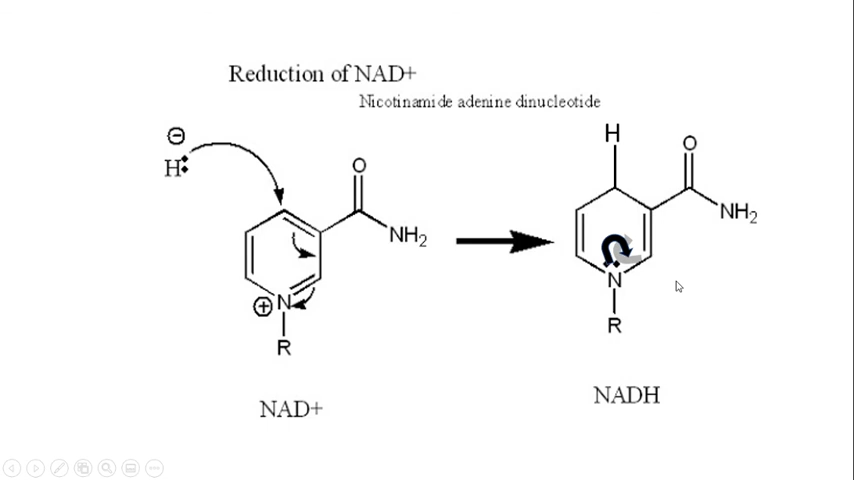 Reduction of NAD+
Nicotinamide adenine dinucleotide
⊖
H:
O
NH2
⊕ N
R
NAD+
H
O
NH2
N
R
NADH